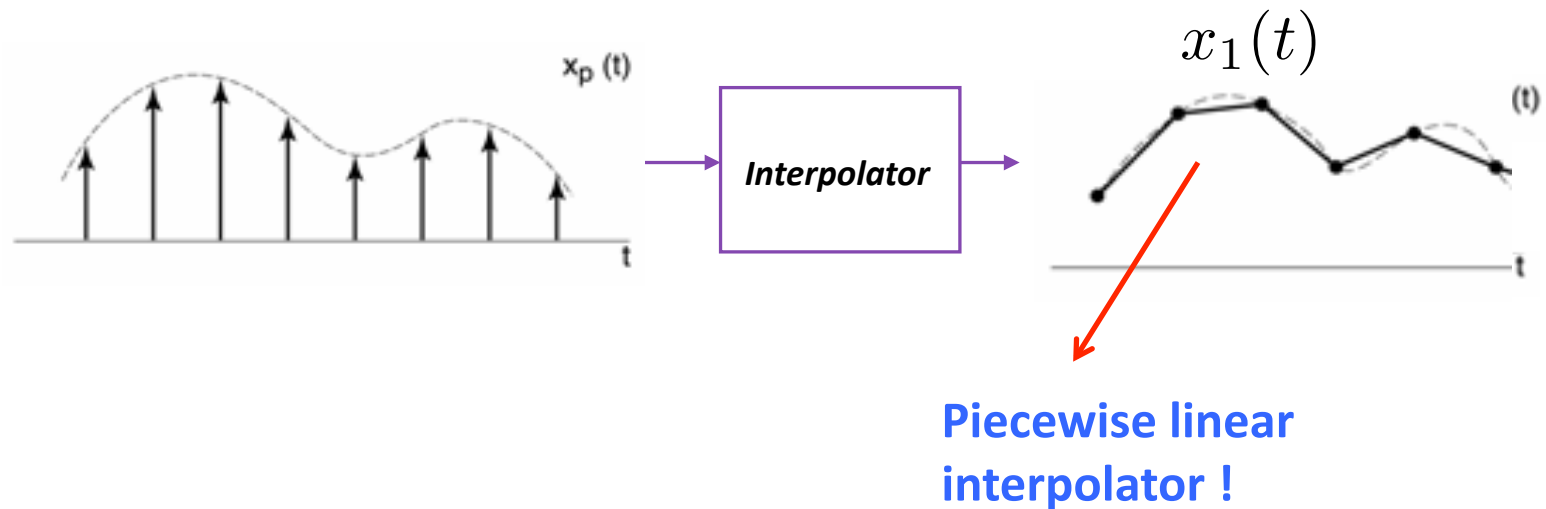 x_p (t)
t
Interpolator
x_1(t)
(t)
t
Piecewise linear
interpolator !